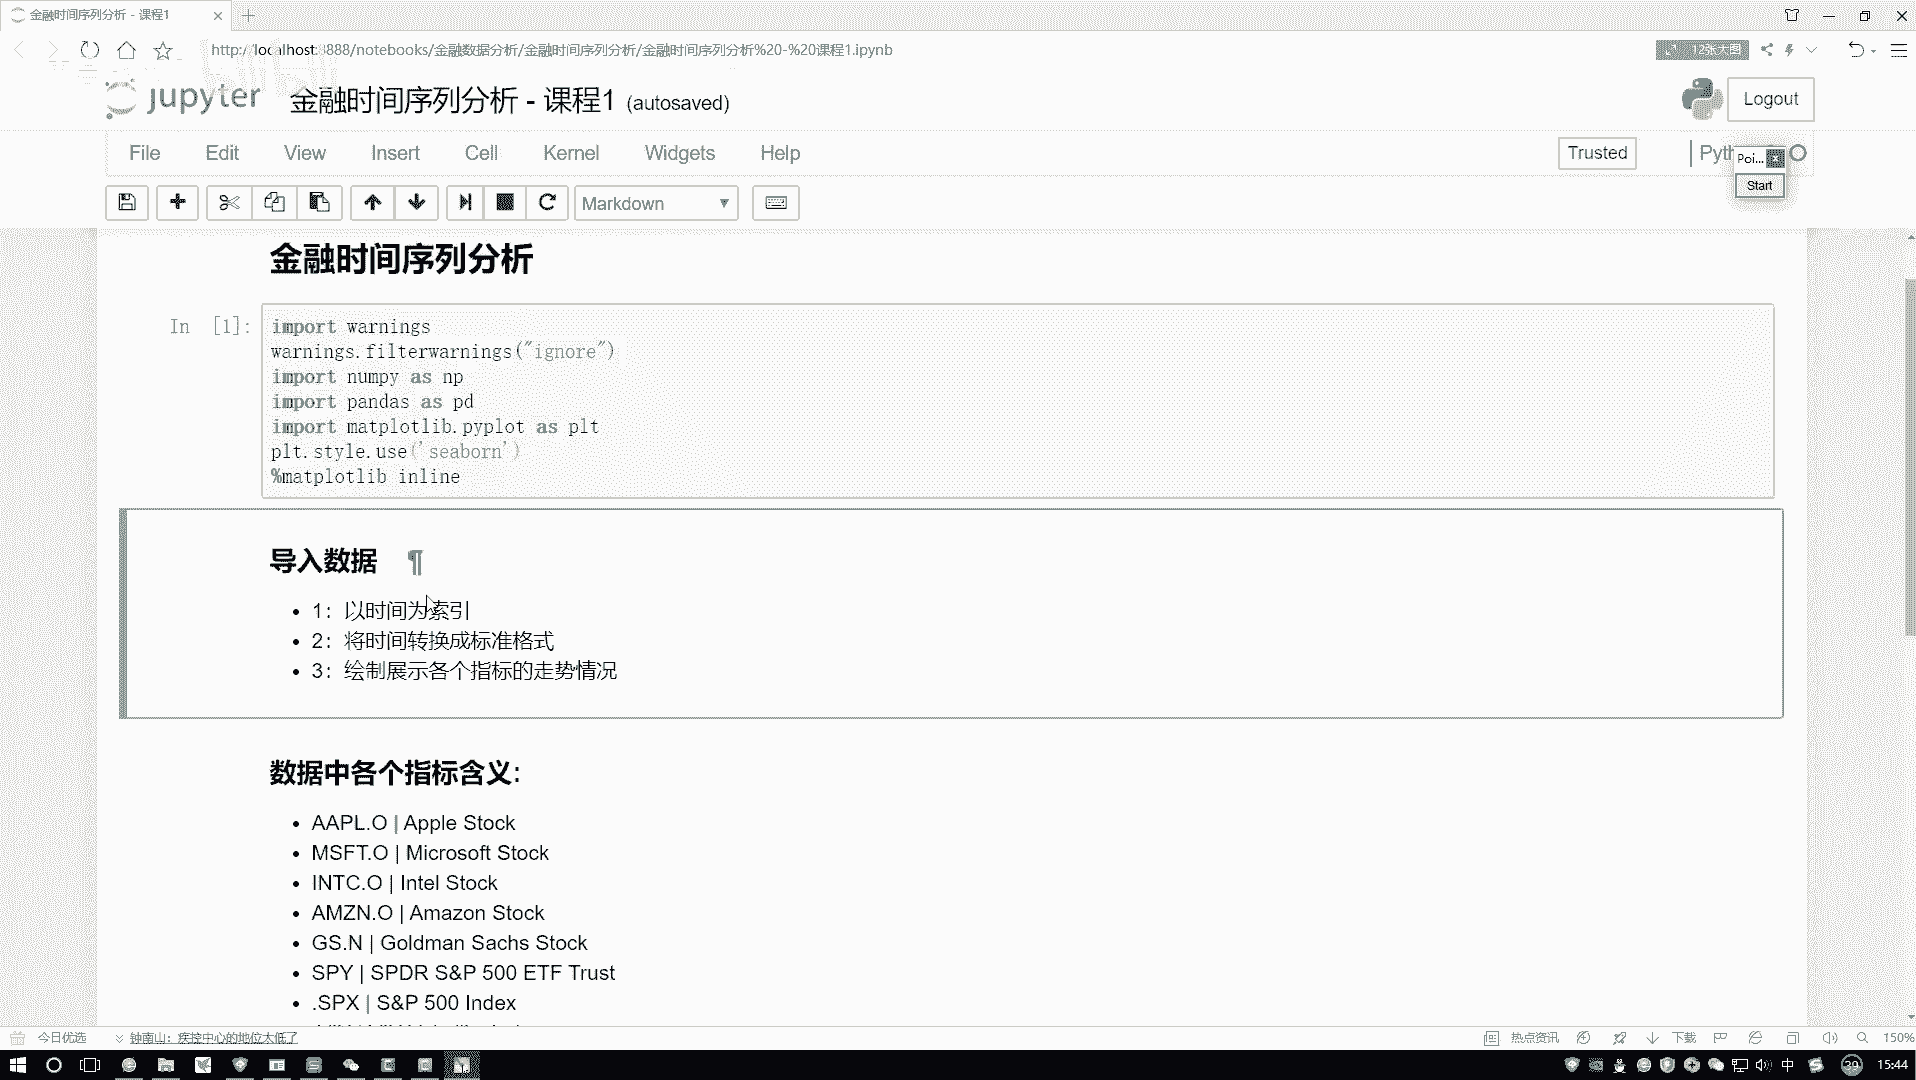 金融时间序列分析 - 课程1
http://localhost:8888/notebooks/金融数据分析/金融时间序列分析/金融时间序列分析%20-%20课程1.ipynb
12张大图
jupyter 金融时间序列分析 - 课程1 (autosaved)
Logout
File Edit View Insert Cell Kernel Widgets Help
Trusted
Pyth
Poi...
Start
Markdown
金融时间序列分析
In [1]:
import warnings
warnings.filterwarnings("ignore")
import numpy as np
import pandas as pd
import matplotlib.pyplot as plt
plt.style.use('seaborn')
%matplotlib inline
导入数据 ¶
1：以时间为索引
2：将时间转换成标准格式
3：绘制展示各个指标的走势情况
数据中各个指标含义:
AAPL.O | Apple Stock
MSFT.O | Microsoft Stock
INTC.O | Intel Stock
AMZN.O | Amazon Stock
GS.N | Goldman Sachs Stock
SPY | SPDR S&P 500 ETF Trust
.SPX | S&P 500 Index
今日优选
钟南山：疾控中心的地位太低了
热点资讯
下载
150%
中
39
15:44